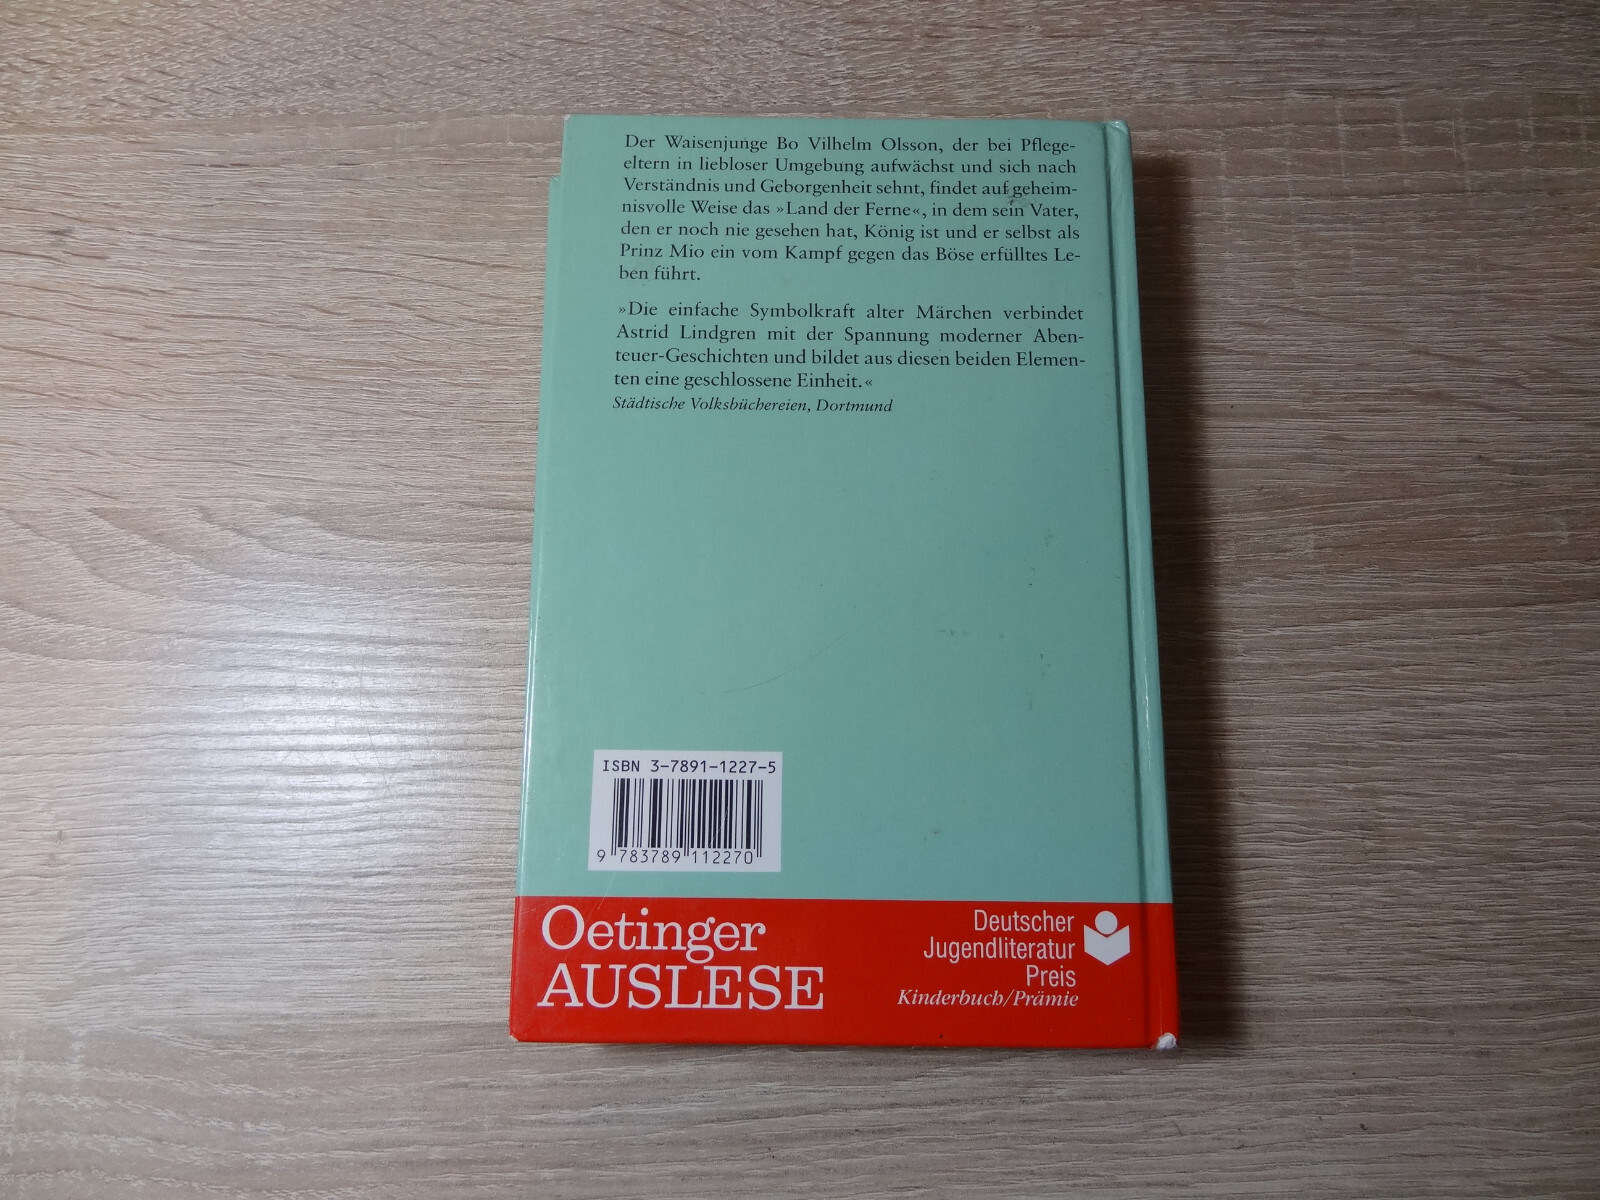 Der Waisenjunge Bo Vilhelm Olsson, der bei Pflege-
eltern in liebloser Umgebung aufwächst und sich nach
Verständnis und Geborgenheit sehnt, findet auf geheim-
nisvolle Weise das »Land der Ferne«, in dem sein Vater,
den er noch nie gesehen hat, König ist und er selbst als
Prinz Mio ein vom Kampf gegen das Böse erfülltes Le-
ben führt.
»Die einfache Symbolkraft alter Märchen verbindet
Astrid Lindgren mit der Spannung moderner Aben-
teuer-Geschichten und bildet aus diesen beiden Elemen-
ten eine geschlossene Einheit.«
Städtische Volksbüchereien, Dortmund
ISBN 3-7891-1227-5
9 783789 112270
Oetinger
AUSLESE
Deutscher
Jugendliteratur
Preis
Kinderbuch/Prämie